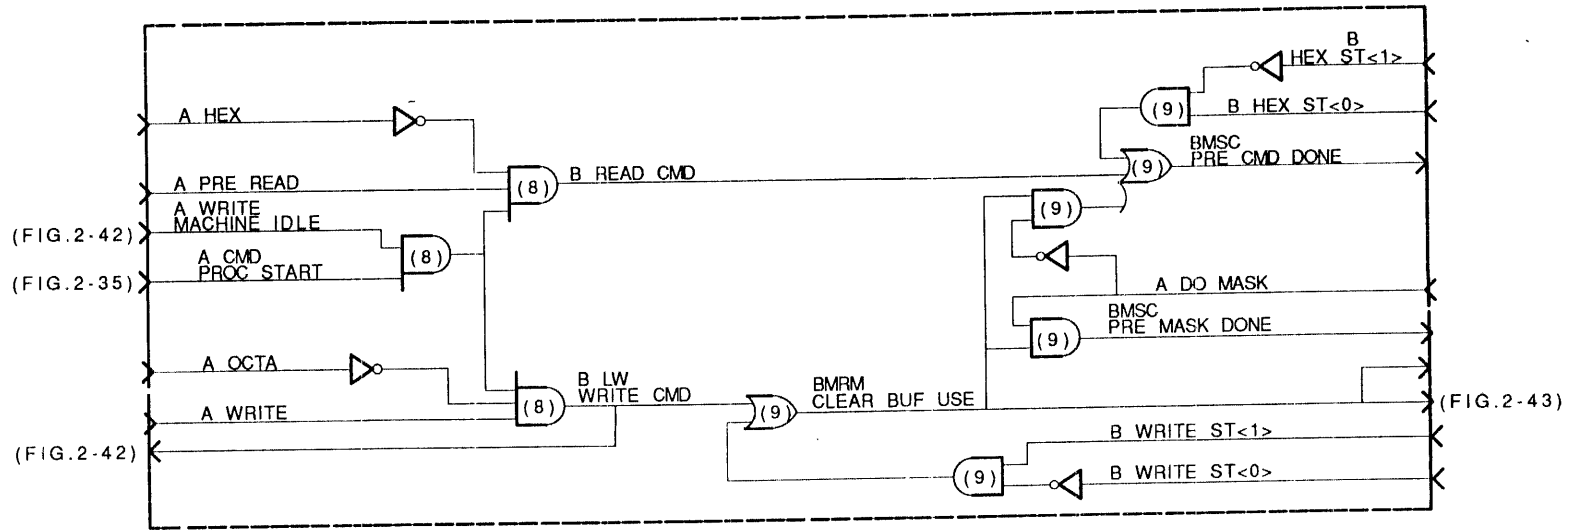 B
HEX ST<1>
A HEX
(9)
B HEX ST<0>
BMSC
PRE CMD DONE
(9)
B READ CMD
A PRE READ
(8)
A WRITE
MACHINE IDLE
(FIG.2-42)
(9)
A CMD
PROC START
(8)
(FIG.2-35)
A DO MASK
BMSC
PRE MASK DONE
(9)
A OCTA
B LW
WRITE CMD
BMRM
CLEAR BUF USE
(8)
(9)
(FIG.2-43)
A WRITE
B WRITE ST<1>
(FIG.2-42)
(9)
B WRITE ST<0>